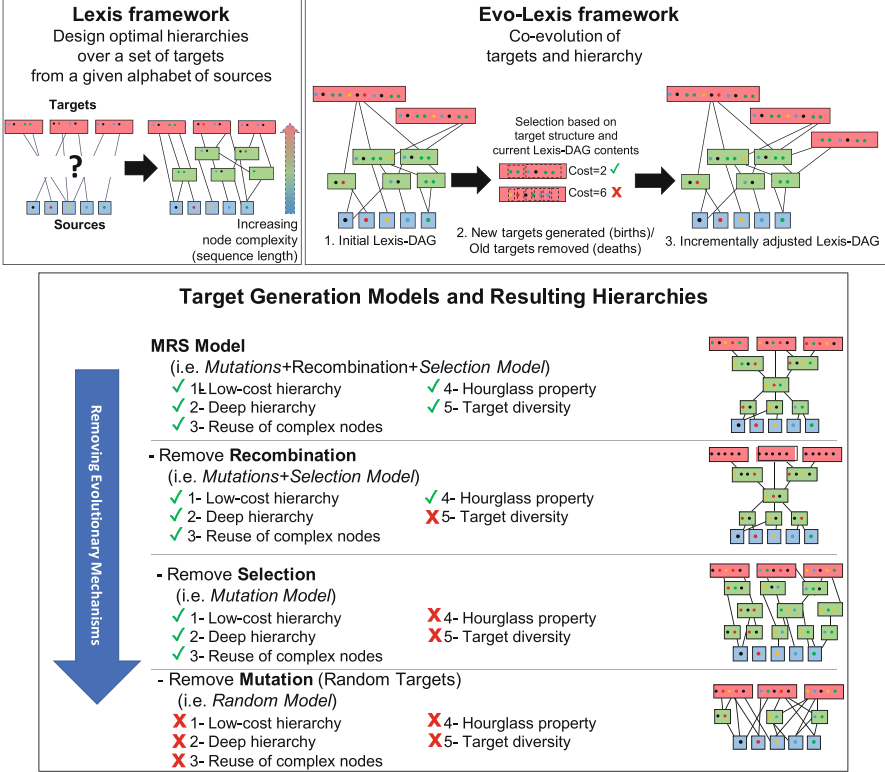 Lexis framework
Design optimal hierarchies
over a set of targets
from a given alphabet of sources
Targets
?
Sources
Increasing
node complexity
(sequence length)
Evo-Lexis framework
Co-evolution of
targets and hierarchy
Selection based on
target structure and
current Lexis-DAG contents
Cost=2 ✓
Cost=6 X
1. Initial Lexis-DAG
2. New targets generated (births)/
Old targets removed (deaths)
3. Incrementally adjusted Lexis-DAG
Target Generation Models and Resulting Hierarchies
Removing Evolutionary Mechanisms
MRS Model
(i.e. Mutations+Recombination+Selection Model)
✓ 1- Low-cost hierarchy
✓ 2- Deep hierarchy
✓ 3- Reuse of complex nodes
✓ 4- Hourglass property
✓ 5- Target diversity
- Remove Recombination
(i.e. Mutations+Selection Model)
✓ 1- Low-cost hierarchy
✓ 2- Deep hierarchy
✓ 3- Reuse of complex nodes
✓ 4- Hourglass property
X 5- Target diversity
- Remove Selection
(i.e. Mutation Model)
✓ 1- Low-cost hierarchy
✓ 2- Deep hierarchy
✓ 3- Reuse of complex nodes
X 4- Hourglass property
X 5- Target diversity
- Remove Mutation (Random Targets)
(i.e. Random Model)
X 1- Low-cost hierarchy
X 2- Deep hierarchy
X 3- Reuse of complex nodes
X 4- Hourglass property
X 5- Target diversity